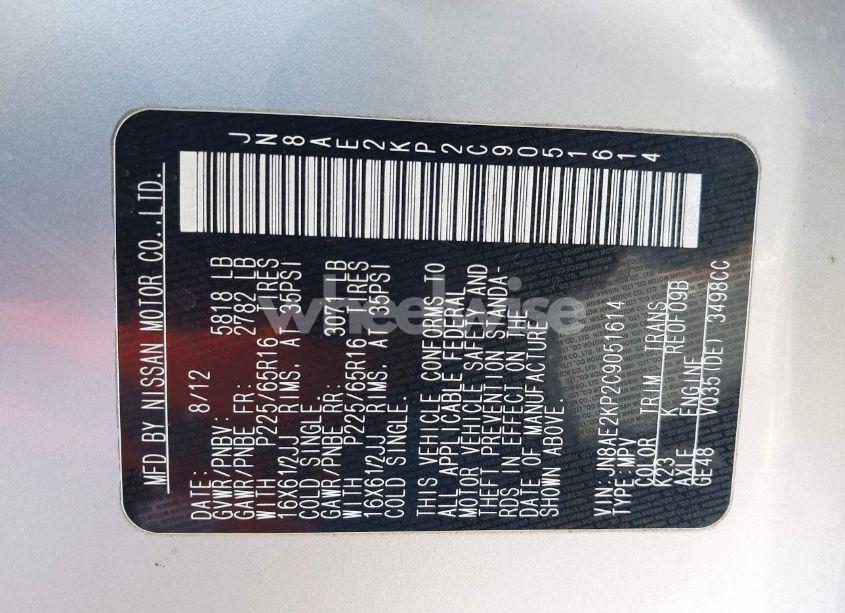 JN8AE2KP2C9051614
MFD BY NISSAN MOTOR CO.,LTD.
DATE: 8/12
GVWR/PNBV: 5818 LB
GAWR/PNBE FR: 2782 LB
WITH P225/65R16 TIRES
16X61/2JJ RIMS. AT 35PSI
COLD SINGLE.
GAWR/PNBE RR: 3071 LB
WITH P225/65R16 TIRES
16X61/2JJ RIMS. AT 35PSI
COLD SINGLE.
THIS VEHICLE CONFORMS TO
ALL APPLICABLE FEDERAL
MOTOR VEHICLE SAFETY AND
THEFT PREVENTION STANDA-
RDS IN EFFECT ON THE
DATE OF MANUFACTURE
SHOWN ABOVE.
VIN:JN8AE2KP2C9051614
TYPE:MPV
COLOR TRIM TRANS
K23 K RE0F09B
AXLE ENGINE
GE48 VQ35(DE) 3498CC
wheelwise